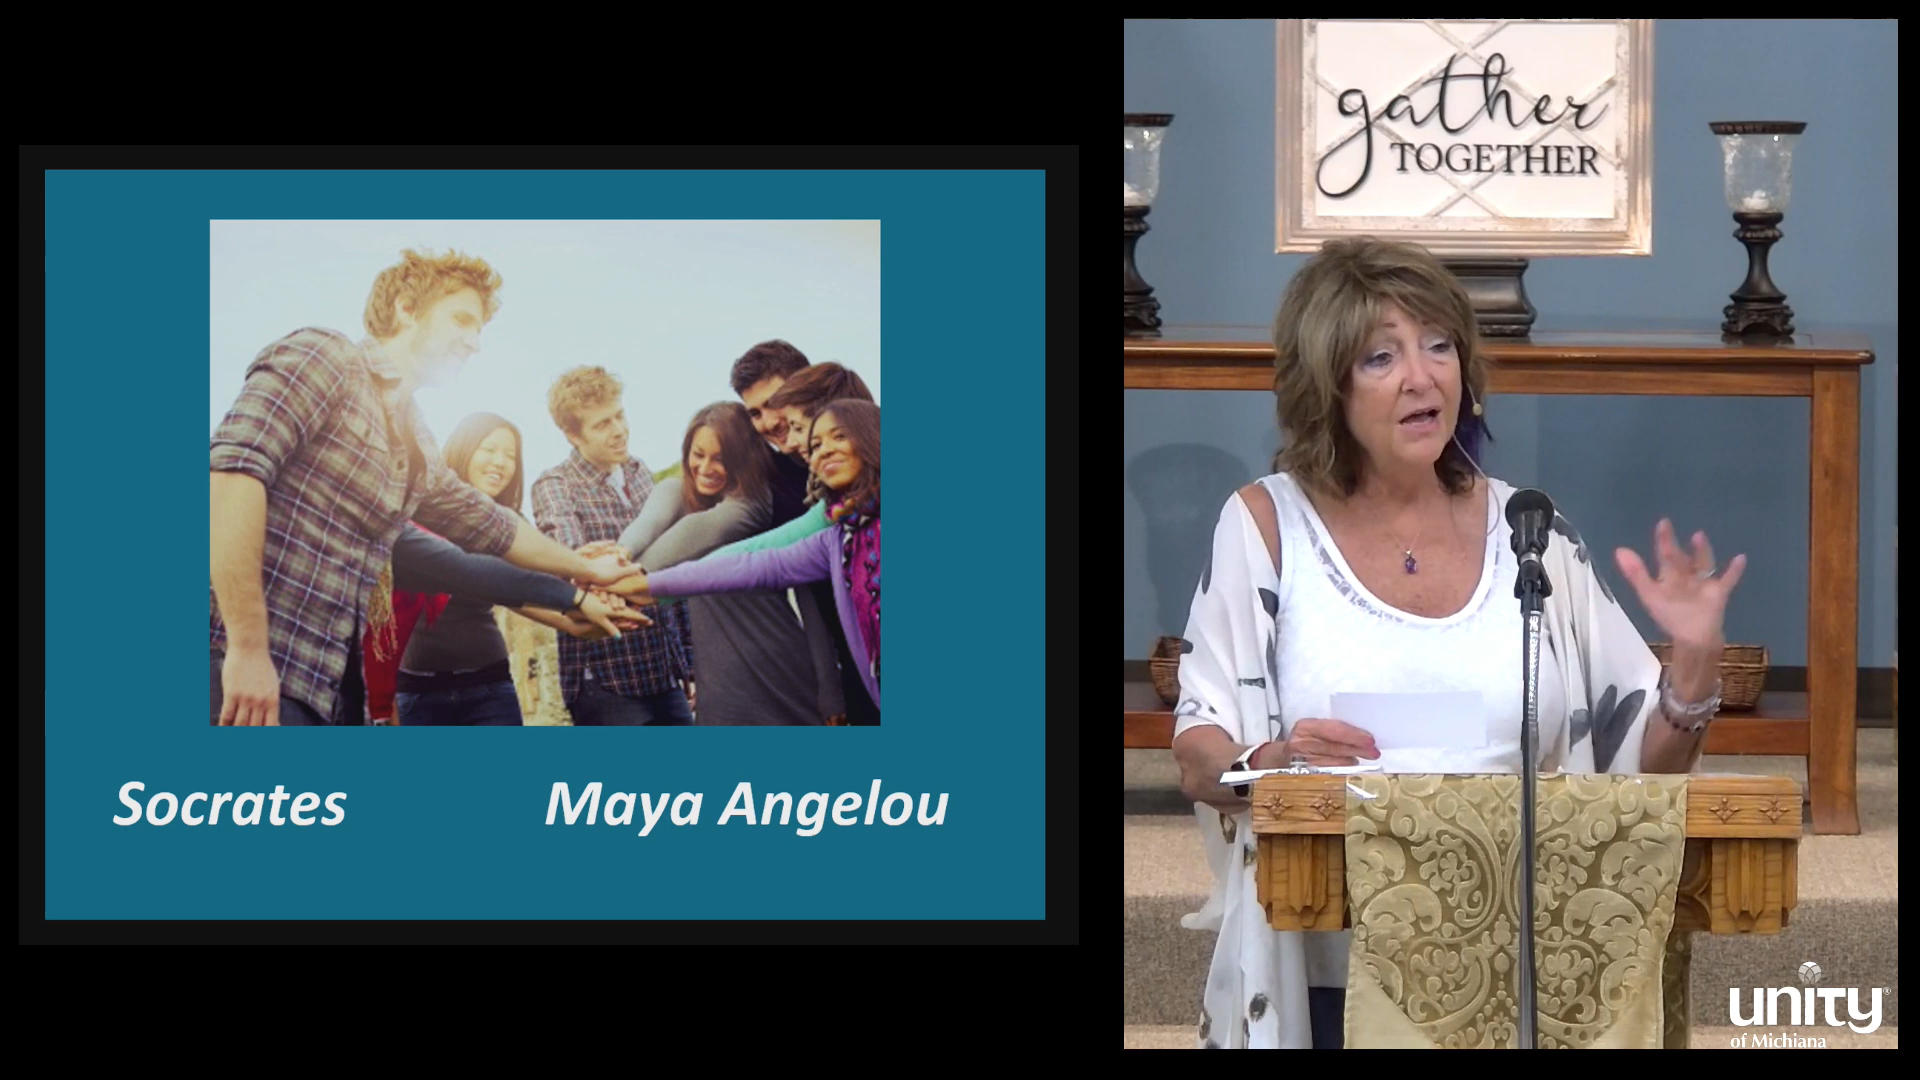 Socrates Maya Angelou
gather
TOGETHER
unity®
of Michiana